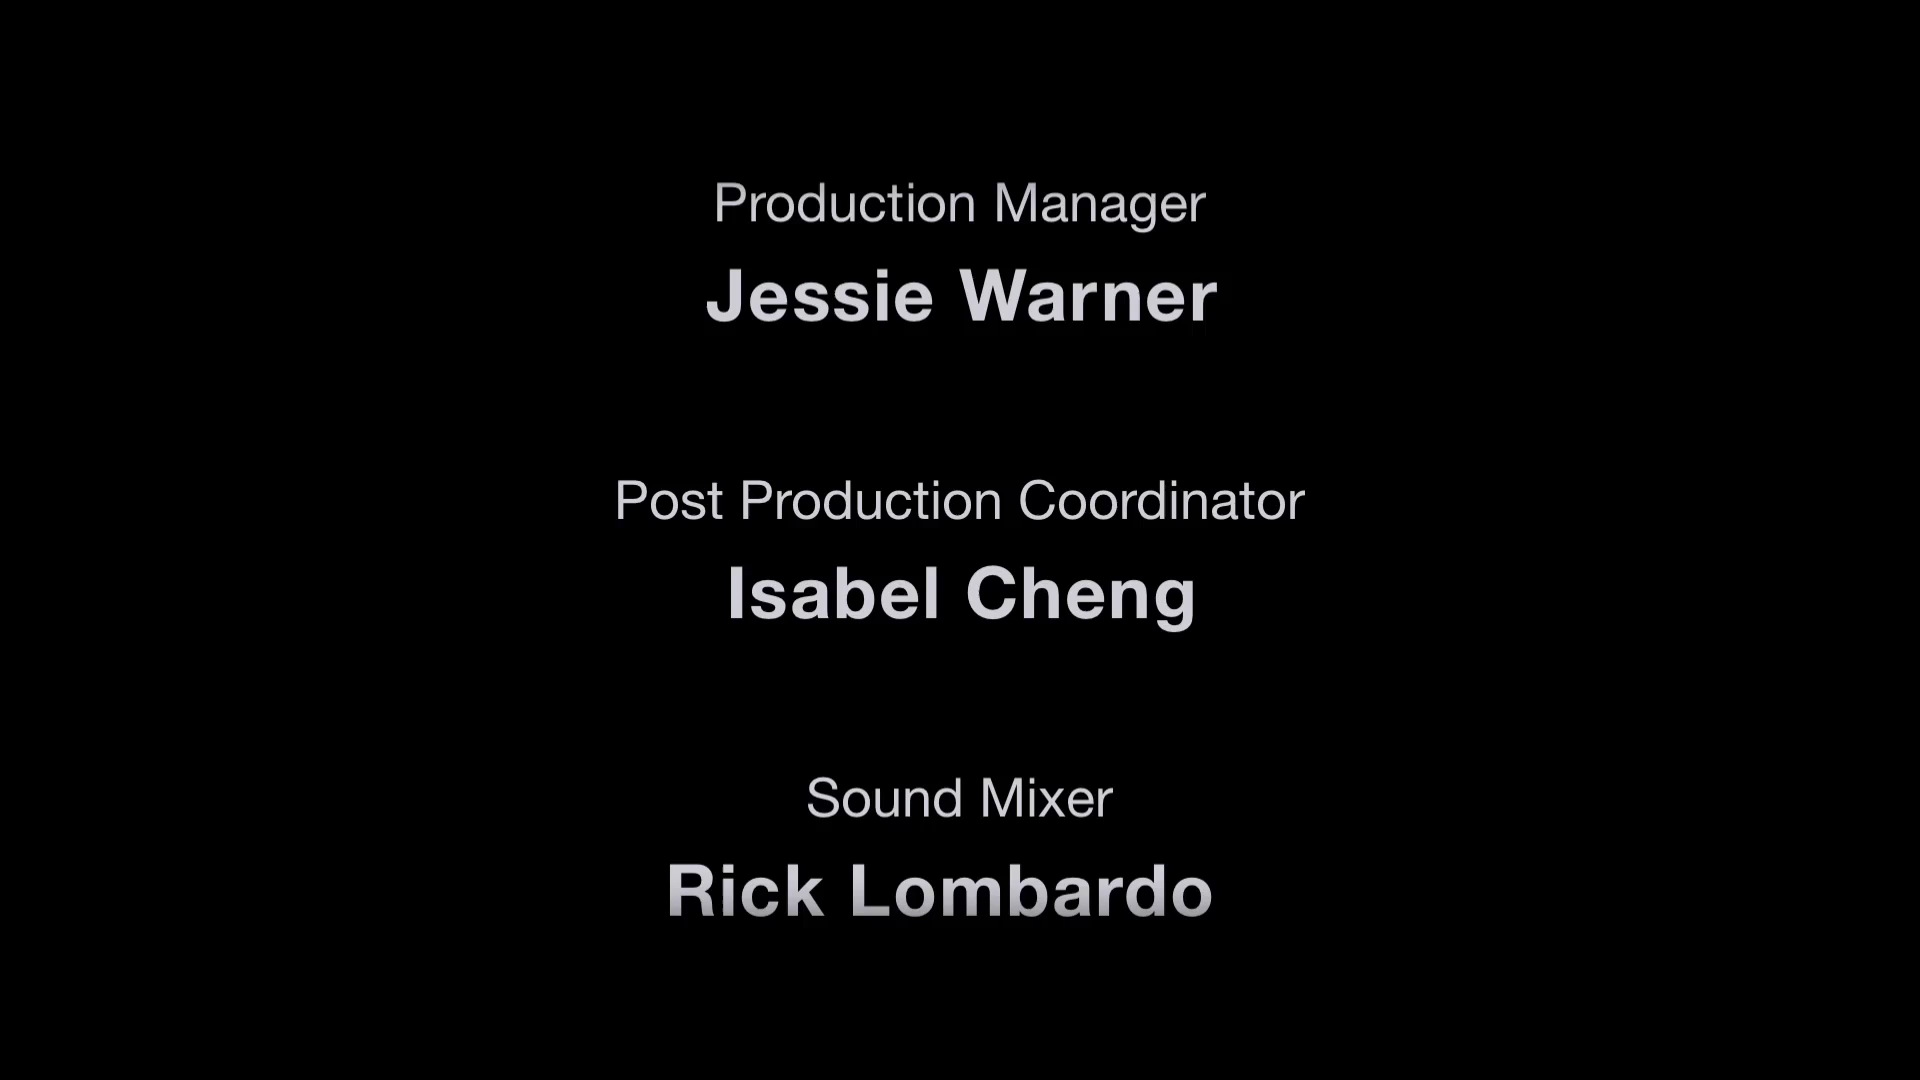 Production Manager
Jessie Warner
Post Production Coordinator
Isabel Cheng
Sound Mixer
Rick Lombardo